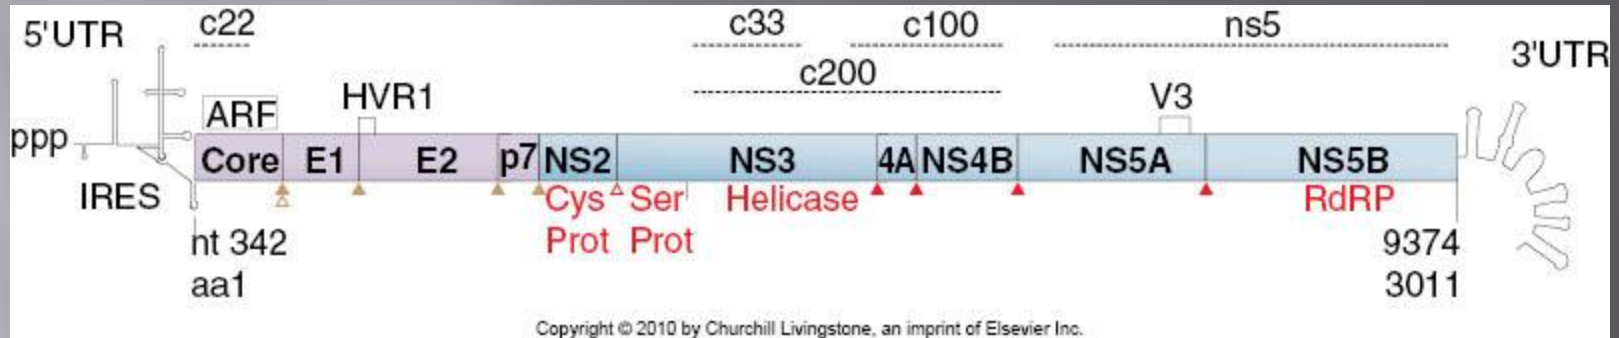 c22 c33 c100 ns5
5'UTR
3'UTR
c200
HVR1 V3
ARF
ppp
Core E1 E2 p7 NS2 NS3 4A NS4B NS5A NS5B
IRES
Cys Ser Helicase RdRP
Prot Prot
nt 342 9374
aa1 3011
Copyright © 2010 by Churchill Livingstone, an imprint of Elsevier Inc.